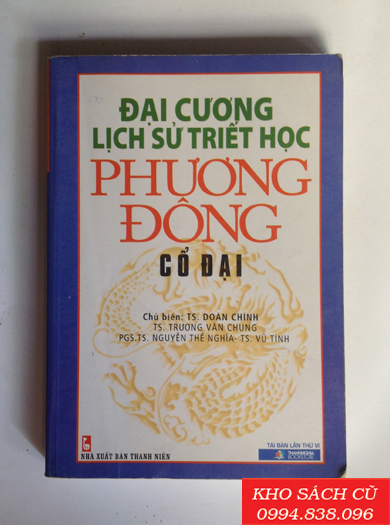 ĐẠI CƯƠNG
LỊCH SỬ TRIẾT HỌC
PHƯƠNG
ĐÔNG
CỔ ĐẠI
Chủ biên: TS. DOÃN CHÍNH
TS. TRƯƠNG VĂN CHUNG
PGS.TS. NGUYỄN THẾ NGHĨA- TS. VŨ TÌNH
TÁI BẢN LẦN THỨ VI
NHÀ XUẤT BẢN THANH NIÊN
THANHNGHIA
BOOKSTORE
KHO SÁCH CŨ
0994.838.096